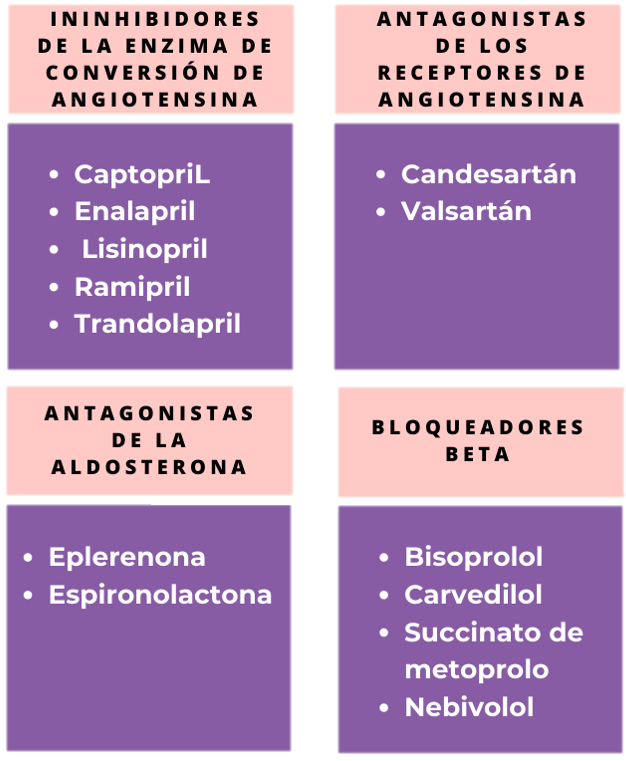 ININHIBIDORES
DE LA ENZIMA DE
CONVERSIÓN DE
ANGIOTENSINA
• CaptopriL
• Enalapril
• Lisinopril
• Ramipril
• Trandolapril
ANTAGONISTAS
DE LOS
RECEPTORES DE
ANGIOTENSINA
• Candesartán
• Valsartán
ANTAGONISTAS
DE LA
ALDOSTERONA
• Eplerenona
• Espironolactona
BLOQUEADORES
BETA
• Bisoprolol
• Carvedilol
• Succinato de
metoprolo
• Nebivolol